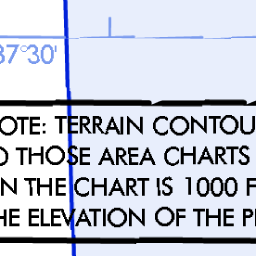 37°30'
OTE: TERRAIN CONTOU
THOSE AREA CHARTS
N THE CHART IS 1000 F
HE ELEVATION OF THE P